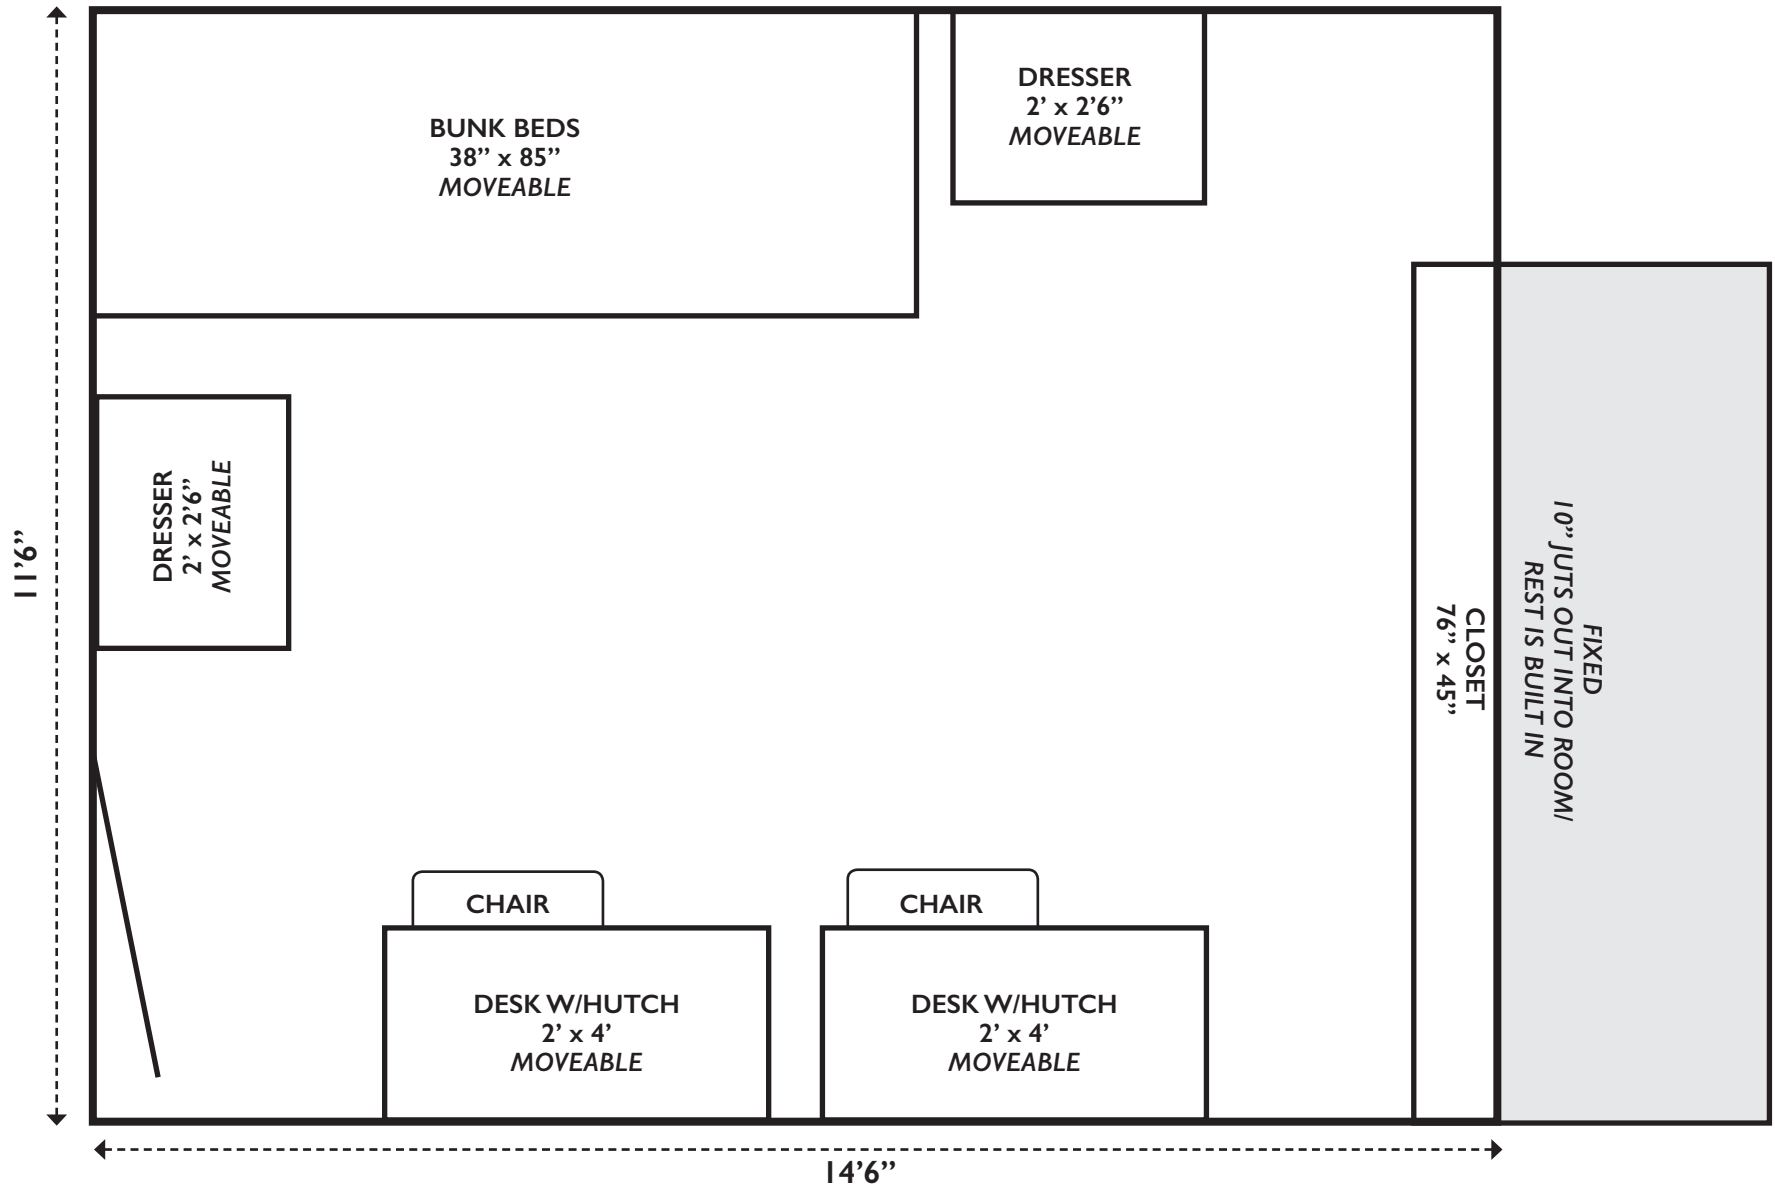 BUNK BEDS
38” x 85”
MOVEABLE
DRESSER
2’ x 2’6”
MOVEABLE
11’6”
DRESSER
2’ x 2’6”
MOVEABLE
CLOSET
76” x 45”
FIXED
10” JUTS OUT INTO ROOM/
REST IS BUILT IN
CHAIR
CHAIR
DESK W/HUTCH
2’ x 4’
MOVEABLE
DESK W/HUTCH
2’ x 4’
MOVEABLE
14’6”